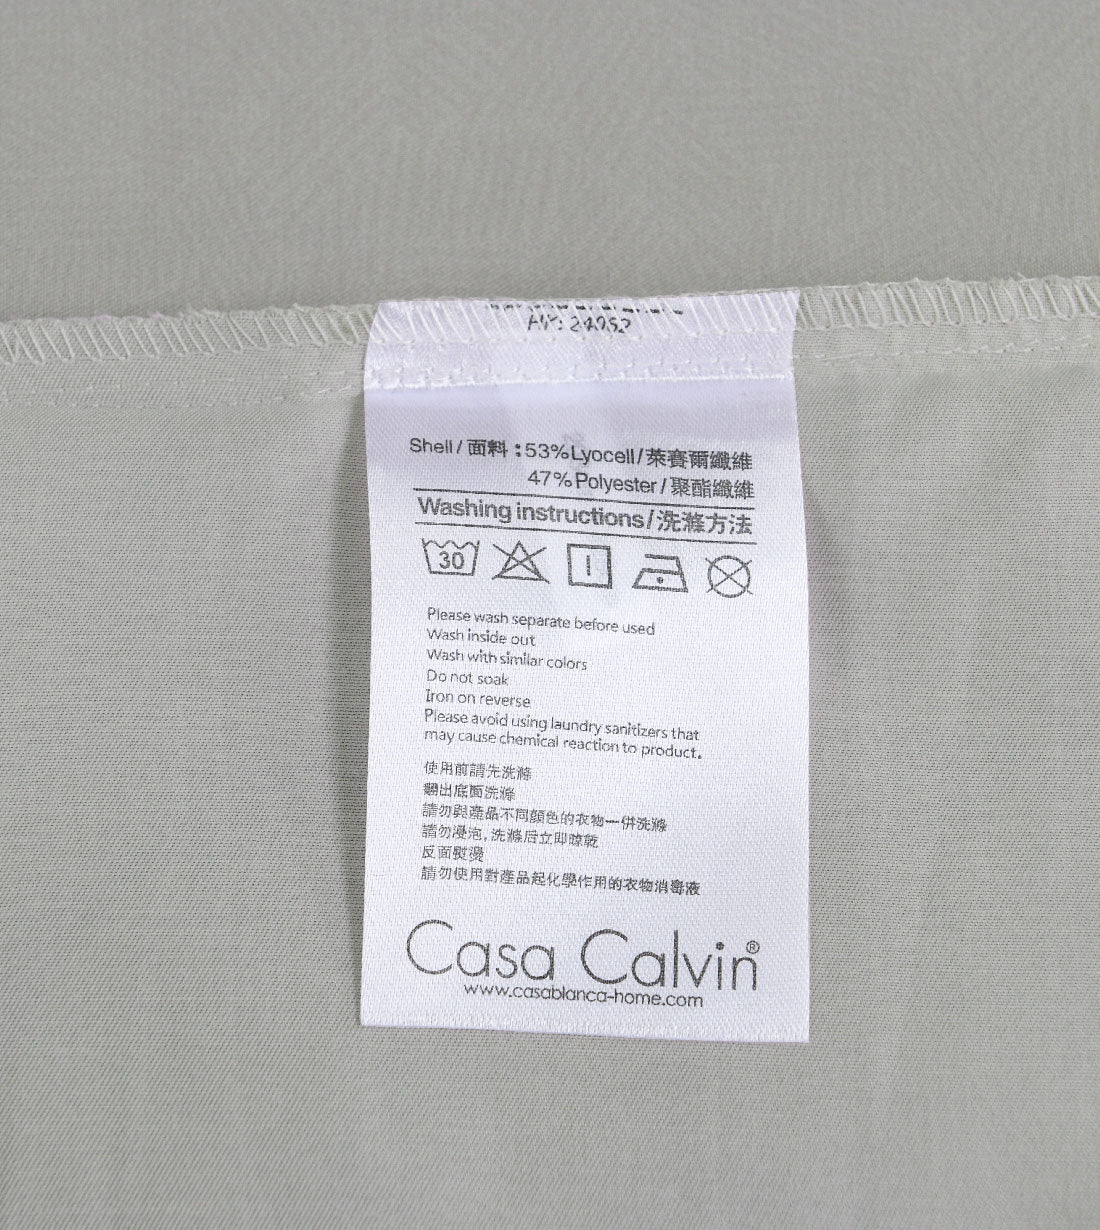 Shell / 面料：53%Lyocell/萊賽爾纖維
47%Polyester / 聚酯纖維
Washing instructions/洗滌方法
30
Please wash separate before used
Wash inside out
Wash with similar colors
Do not soak
Iron on reverse
Please avoid using laundry sanitizers that
may cause chemical reaction to product.
使用前請先洗滌
翻出底面洗滌
請勿與產品不同顏色的衣物一併洗滌
請勿浸泡,洗滌后立即晾乾
反面熨燙
請勿使用對產品起化學作用的衣物消毒液
Casa Calvin®
www.casablanca-home.com